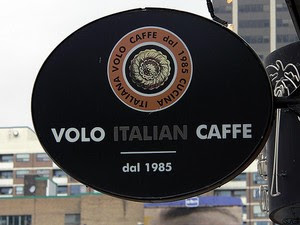 VOLO CAFFE dal 1985 CUCINA ITALIANA
VOLO ITALIAN CAFFE
dal 1985